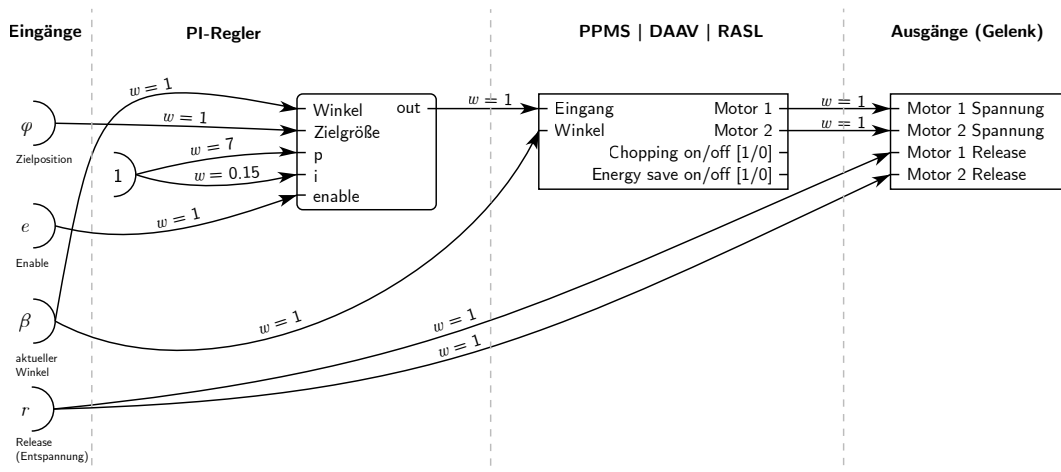 Eingänge
PI-Regler
PPMS | DAAV | RASL
Ausgänge (Gelenk)
φ
Zielposition
1
e
Enable
β
aktueller
Winkel
r
Release
(Entspannung)
w = 1
w = 1
w = 7
w = 0.15
w = 1
Winkel
Zielgröße
p
i
enable
out
w = 1
w = 1
w = 1
w = 1
Eingang
Winkel
Motor 1
Motor 2
Chopping on/off [1/0]
Energy save on/off [1/0]
w = 1
w = 1
Motor 1 Spannung
Motor 2 Spannung
Motor 1 Release
Motor 2 Release